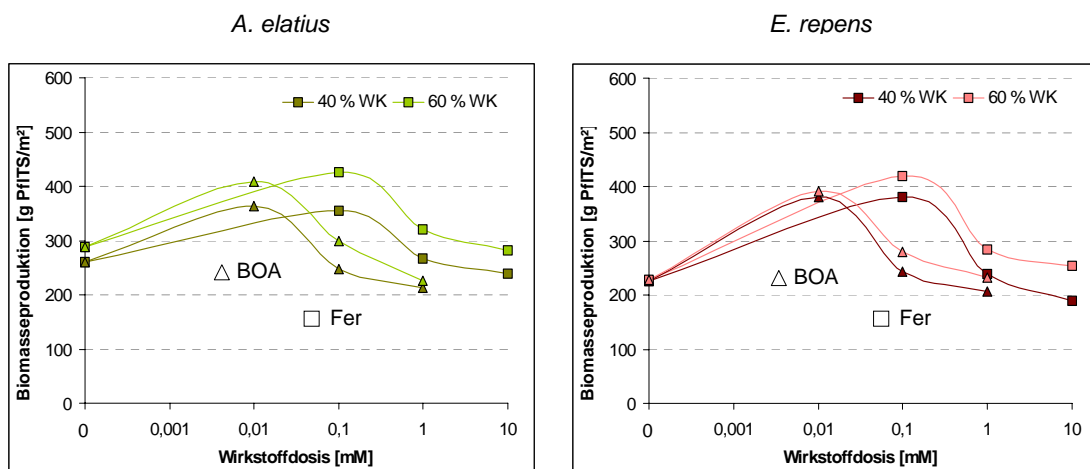 A. elatius
600
40 % WK 60 % WK
500
400
300
△ BOA
200
□ Fer
100
0
0 0,001 0,01 0,1 1 10
Biomasseproduktion [g PflTS/m²]
Wirkstoffdosis [mM]
E. repens
600
40 % WK 60 % WK
500
400
300
△ BOA
200
□ Fer
100
0
0 0,001 0,01 0,1 1 10
Biomasseproduktion [g PflTS/m²]
Wirkstoffdosis [mM]